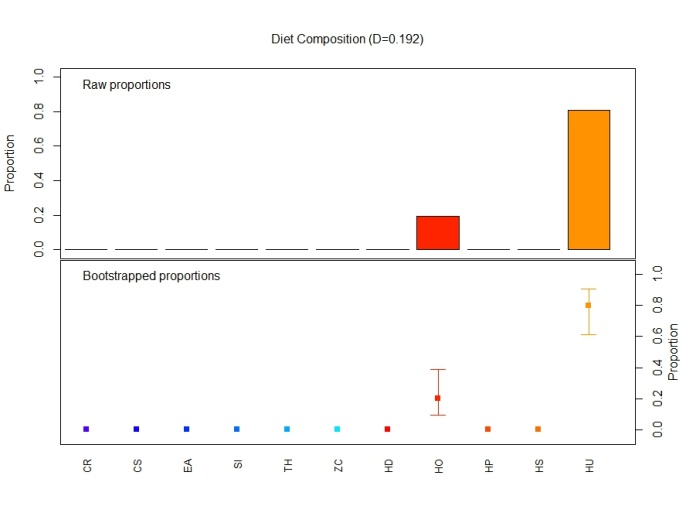 Diet Composition (D=0.192)
Raw proportions
Proportion
1.0
0.8
0.6
0.4
0.2
0.0
Bootstrapped proportions
1.0
0.8
0.6
0.4
0.2
0.0
Proportion
CR CS EA SI TH ZC HD HO HP HS HU